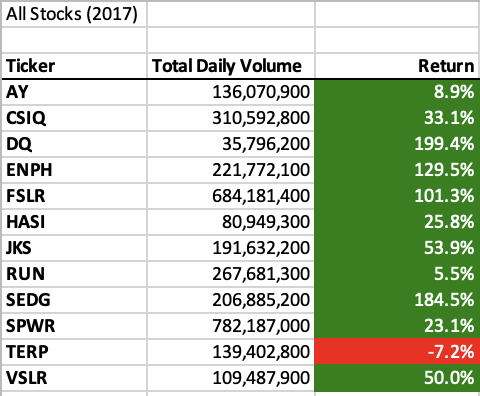 All Stocks (2017)
Ticker Total Daily Volume Return
AY 136,070,900 8.9%
CSIQ 310,592,800 33.1%
DQ 35,796,200 199.4%
ENPH 221,772,100 129.5%
FSLR 684,181,400 101.3%
HASI 80,949,300 25.8%
JKS 191,632,200 53.9%
RUN 267,681,300 5.5%
SEDG 206,885,200 184.5%
SPWR 782,187,000 23.1%
TERP 139,402,800 -7.2%
VSLR 109,487,900 50.0%